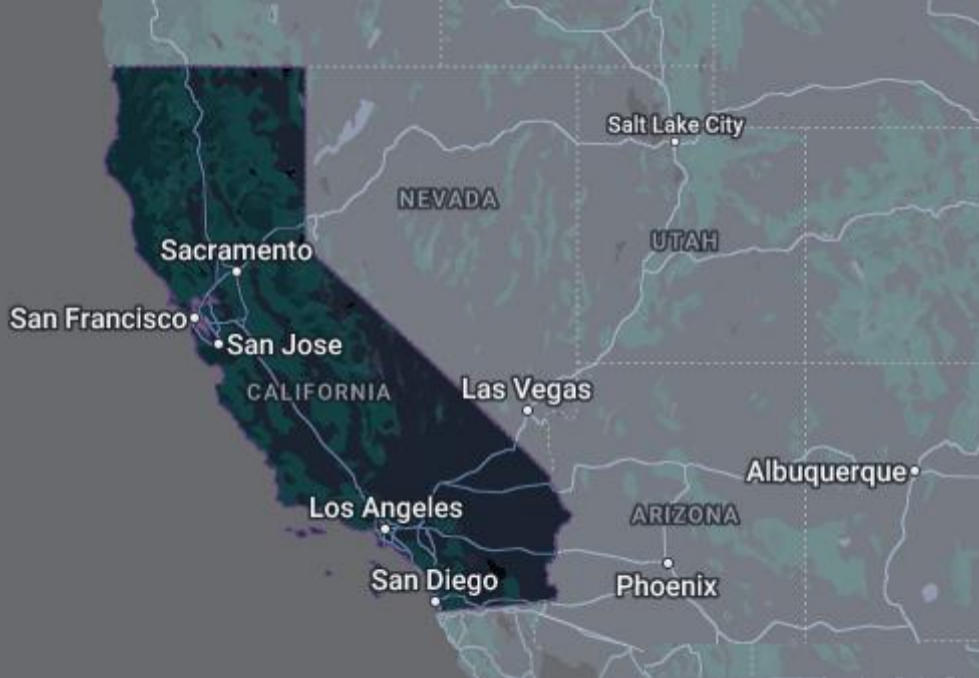 Salt Lake City
NEVADA
UTAH
Sacramento
San Francisco
San Jose
CALIFORNIA
Las Vegas
Albuquerque
Los Angeles
ARIZONA
San Diego
Phoenix